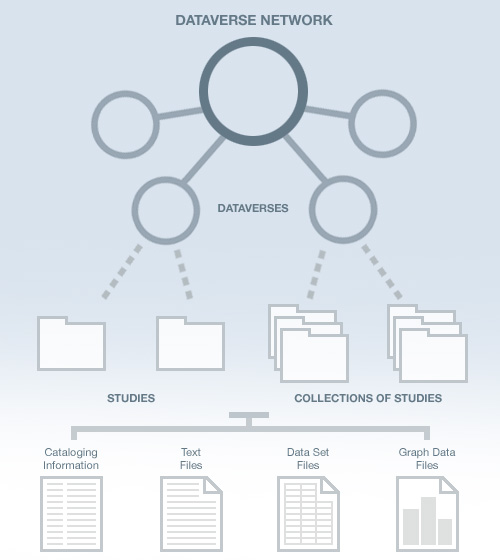 DATAVERSE NETWORK
DATAVERSES
STUDIES
COLLECTIONS OF STUDIES
Cataloging
Information
Text
Files
Data Set
Files
Graph Data
Files